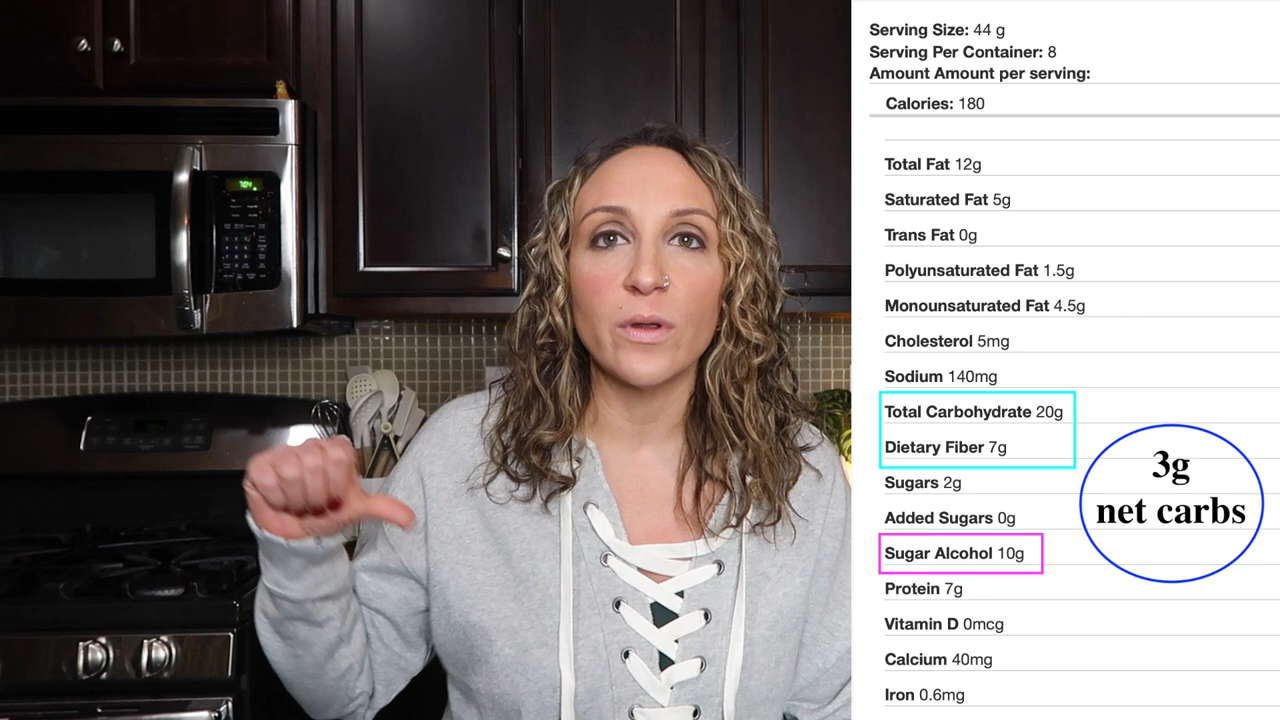 Serving Size: 44 g
Serving Per Container: 8
Amount Amount per serving:
Calories: 180
Total Fat 12g
Saturated Fat 5g
Trans Fat 0g
Polyunsaturated Fat 1.5g
Monounsaturated Fat 4.5g
Cholesterol 5mg
Sodium 140mg
Total Carbohydrate 20g
Dietary Fiber 7g
Sugars 2g
Added Sugars 0g
Sugar Alcohol 10g
Protein 7g
Vitamin D 0mcg
Calcium 40mg
Iron 0.6mg
3g
net carbs